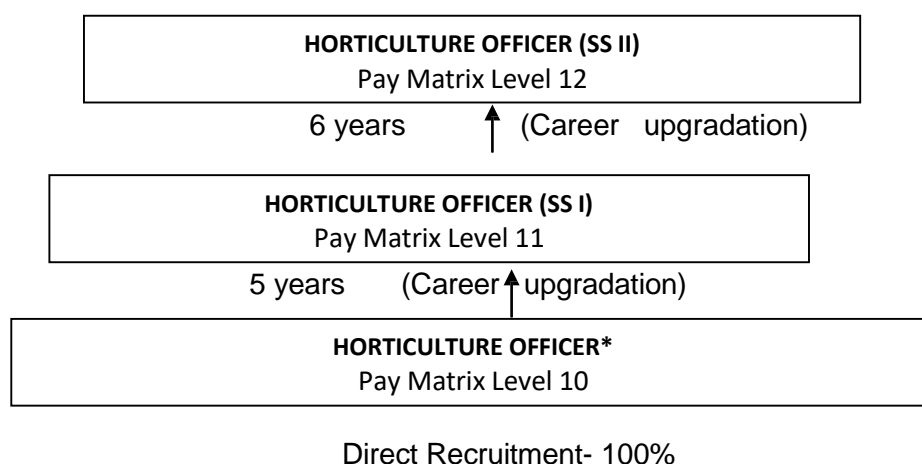 HORTICULTURE OFFICER (SS II)
Pay Matrix Level 12
6 years (Career upgradation)
HORTICULTURE OFFICER (SS I)
Pay Matrix Level 11
5 years (Career upgradation)
HORTICULTURE OFFICER*
Pay Matrix Level 10
Direct Recruitment- 100%